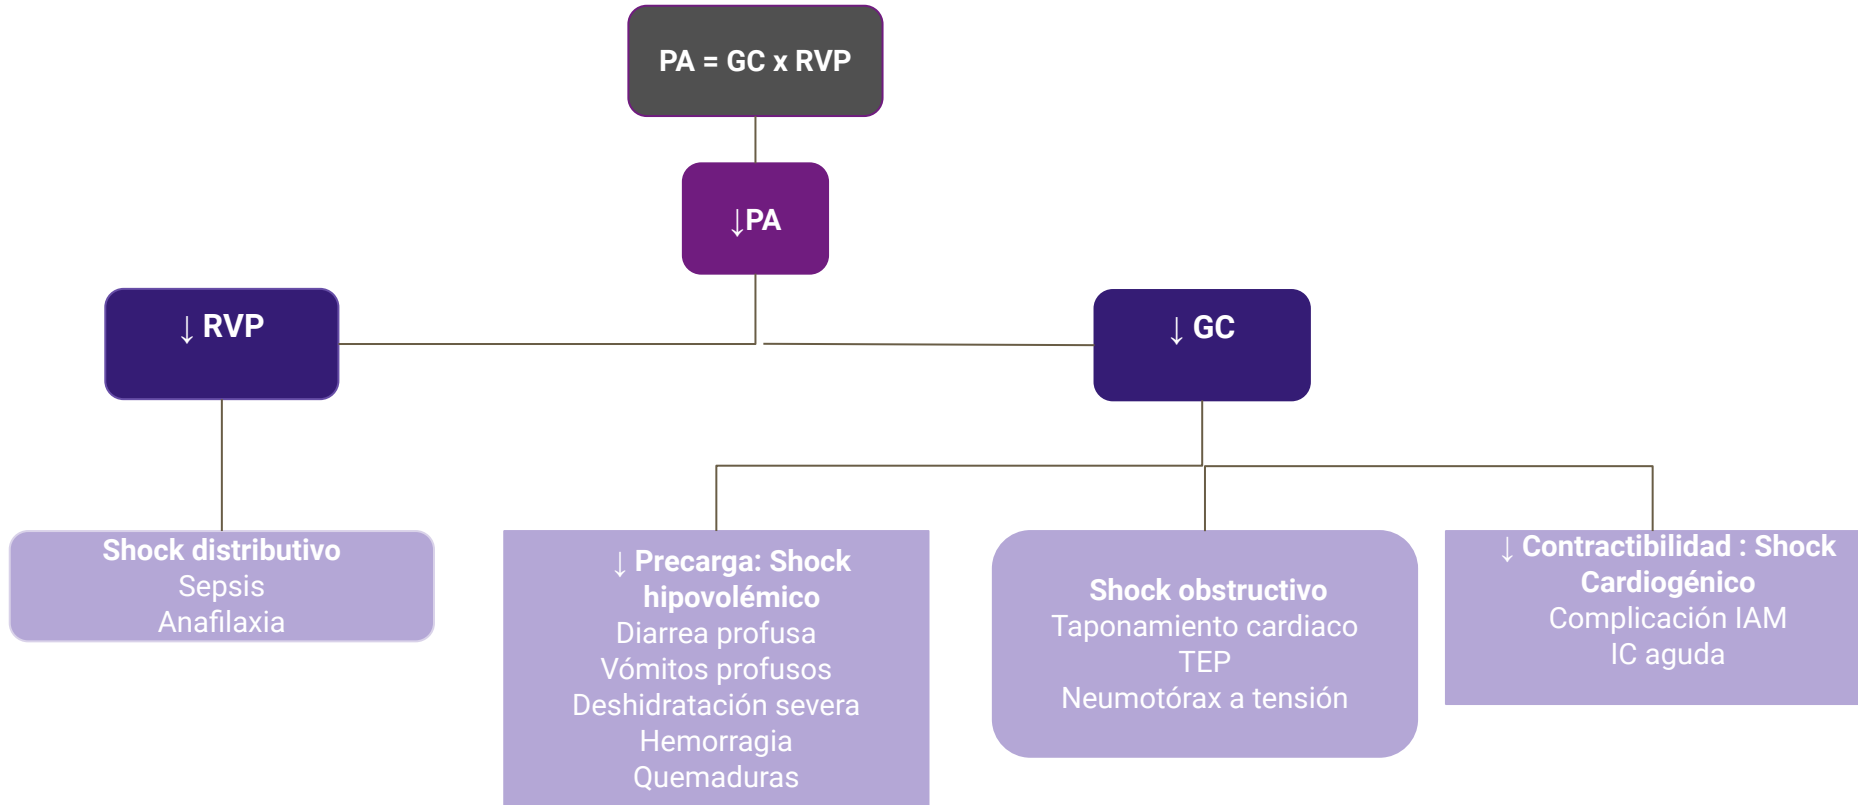 PA = GC x RVP
↓PA
↓ RVP
↓ GC
Shock distributivo
Sepsis
Anafilaxia
↓ Precarga: Shock
hipovolémico
Diarrea profusa
Vómitos profusos
Deshidratación severa
Hemorragia
Quemaduras
Shock obstructivo
Taponamiento cardiaco
TEP
Neumotórax a tensión
↓ Contractibilidad : Shock
Cardiogénico
Complicación IAM
IC aguda